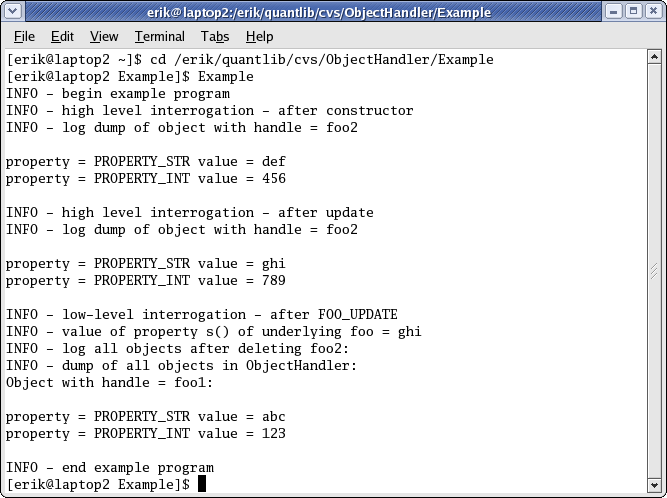 erik@laptop2:/erik/quantlib/cvs/ObjectHandler/Example
File Edit View Terminal Tabs Help
[erik@laptop2 ~]$ cd /erik/quantlib/cvs/ObjectHandler/Example
[erik@laptop2 Example]$ Example
INFO - begin example program
INFO - high level interrogation - after constructor
INFO - log dump of object with handle = foo2
property = PROPERTY_STR value = def
property = PROPERTY_INT value = 456
INFO - high level interrogation - after update
INFO - log dump of object with handle = foo2
property = PROPERTY_STR value = ghi
property = PROPERTY_INT value = 789
INFO - low-level interrogation - after FOO_UPDATE
INFO - value of property s() of underlying foo = ghi
INFO - log all objects after deleting foo2:
INFO - dump of all objects in ObjectHandler:
Object with handle = foo1:
property = PROPERTY_STR value = abc
property = PROPERTY_INT value = 123
INFO - end example program
[erik@laptop2 Example]$